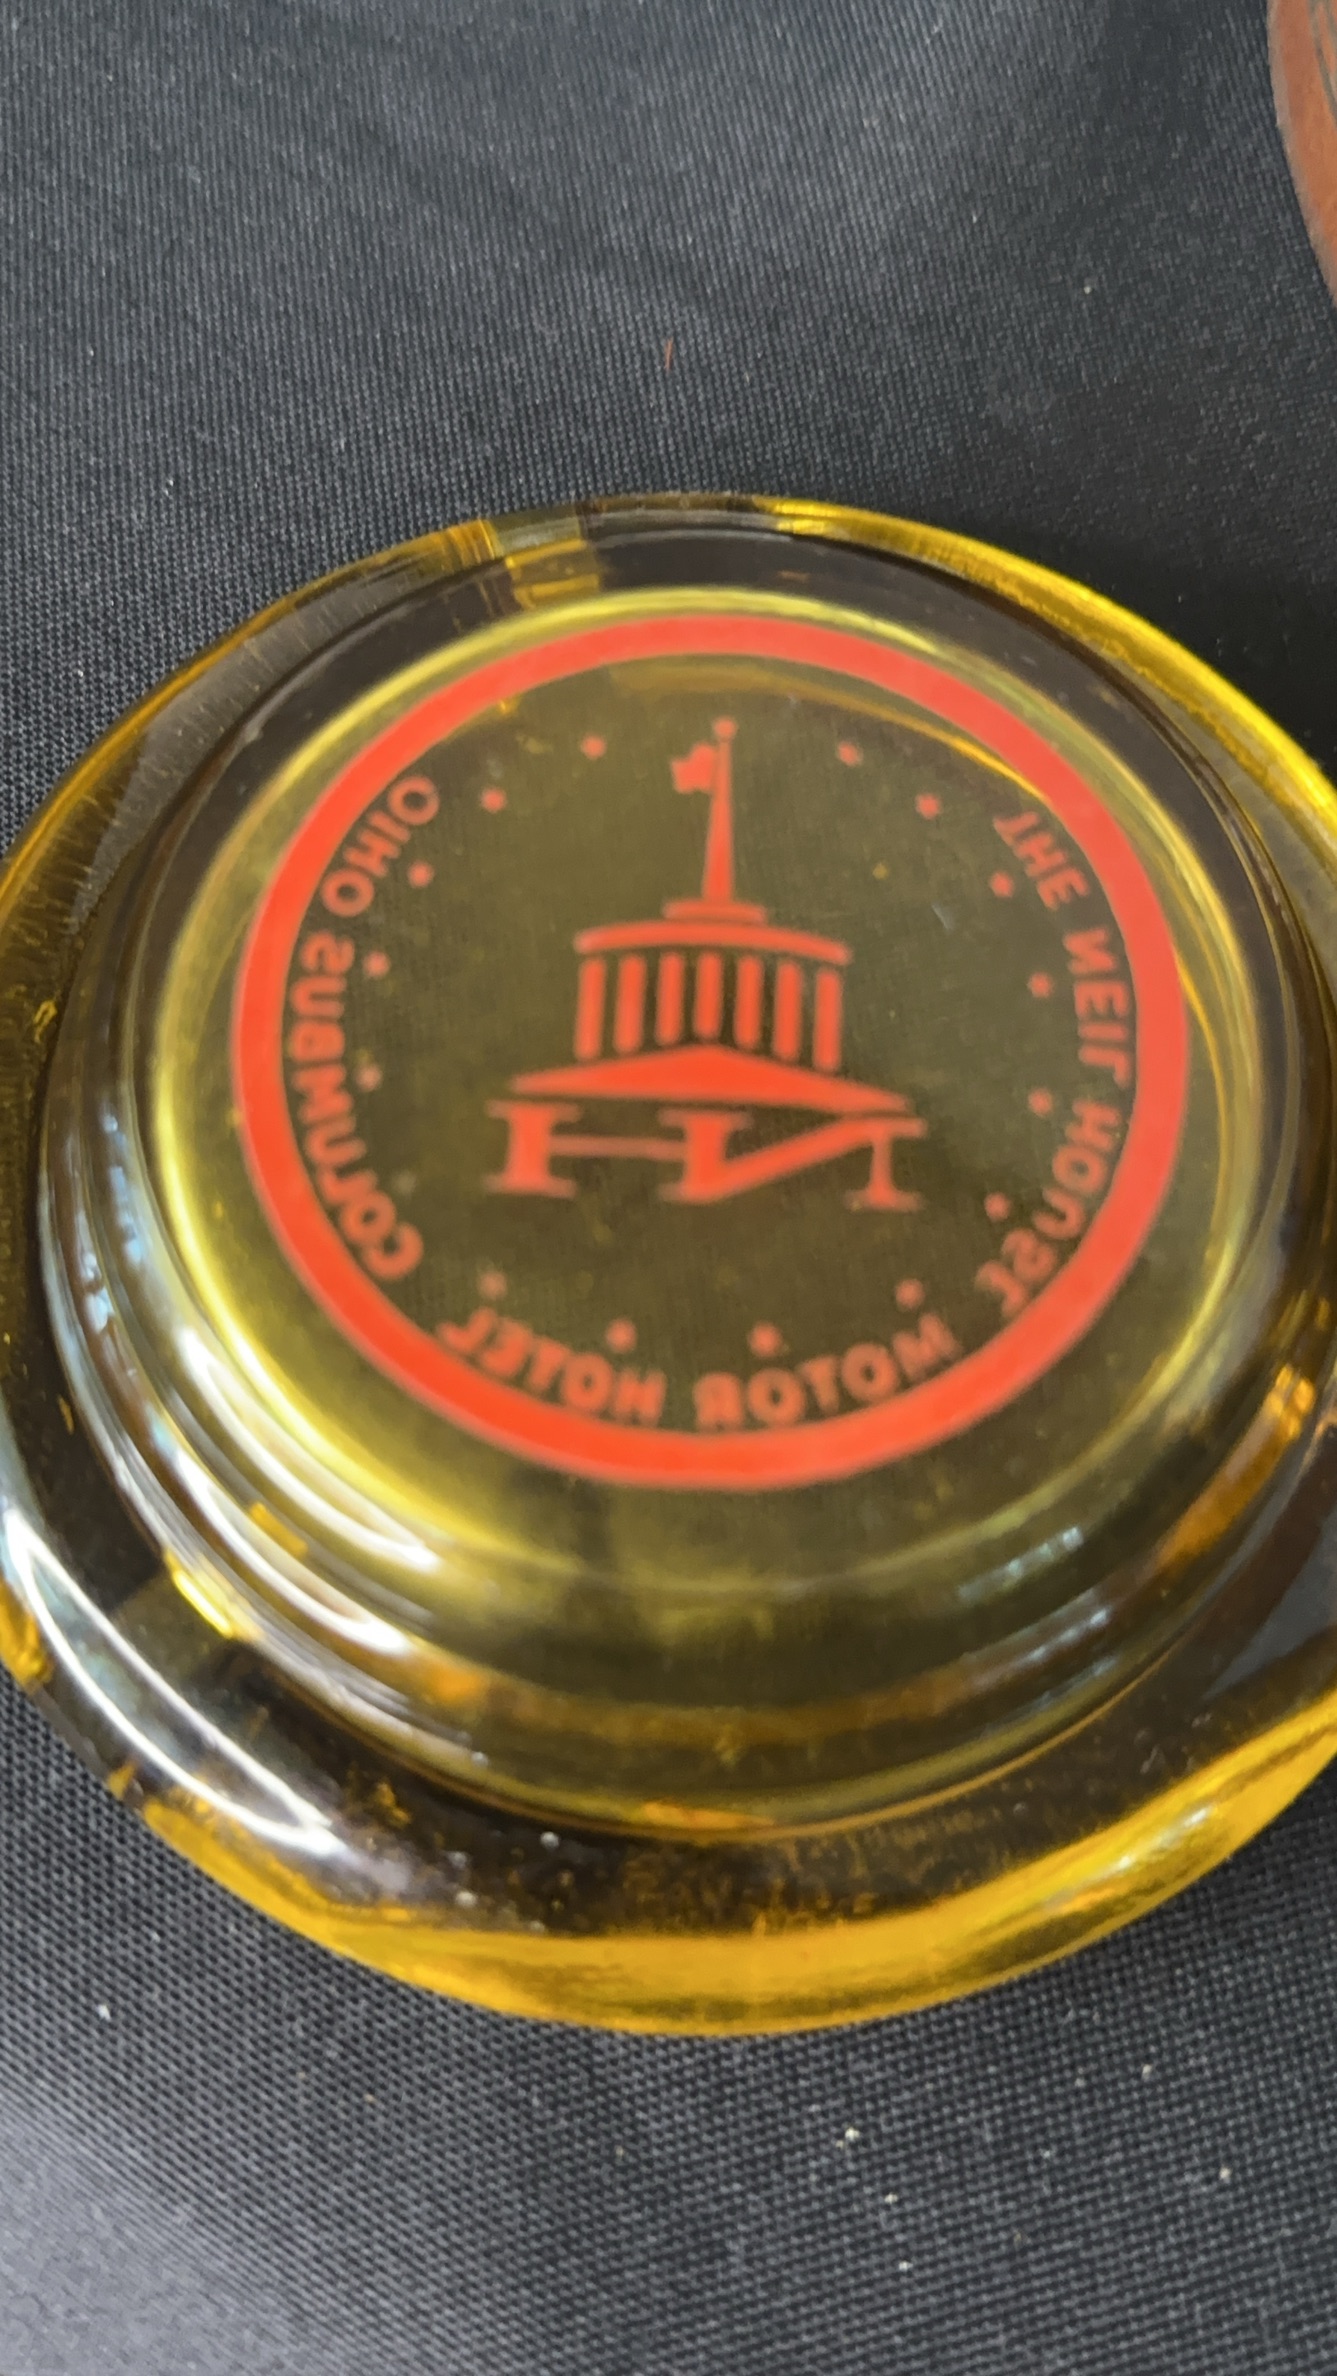 THE NEIL HOUSE
MOTOR HOTEL
COLUMBUS OHIO
NH